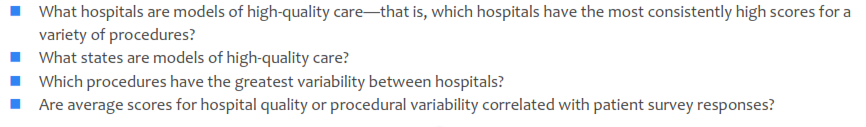 What hospitals are models of high-quality care—that is, which hospitals have the most consistently high scores for a
variety of procedures?
What states are models of high-quality care?
Which procedures have the greatest variability between hospitals?
Are average scores for hospital quality or procedural variability correlated with patient survey responses?